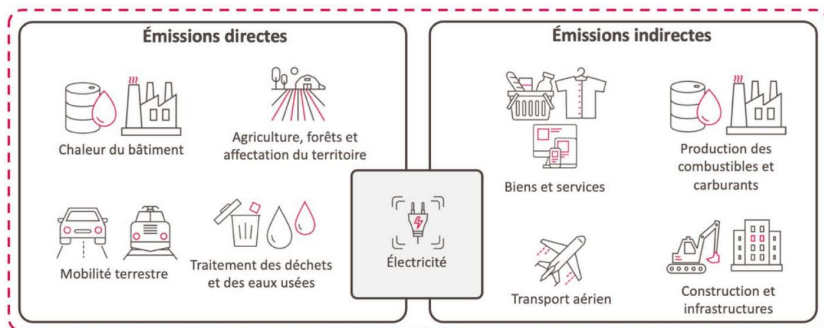 Émissions directes
Chaleur du bâtiment
Agriculture, forêts et
affectation du territoire
Mobilité terrestre
Traitement des déchets
et des eaux usées
Électricité
Émissions indirectes
Biens et services
Production des
combustibles et
carburants
Transport aérien
Construction et
infrastructures